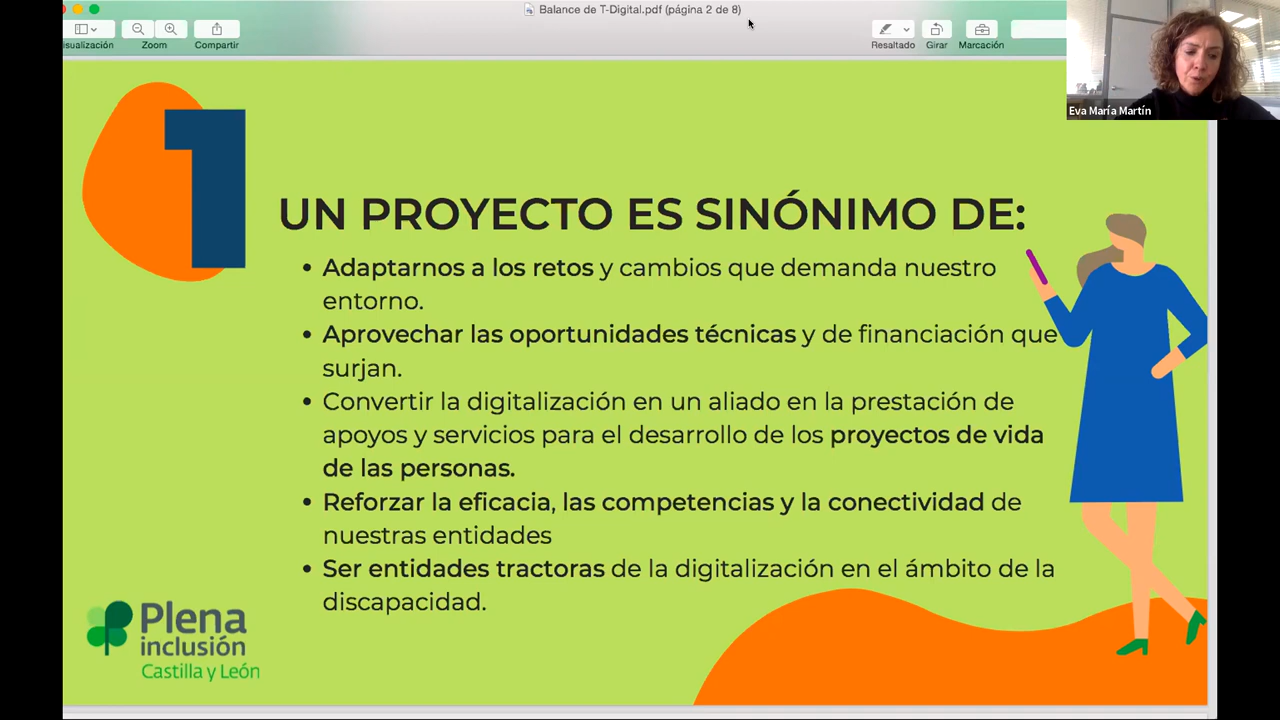 Balance de T-Digital.pdf (página 2 de 8)
isualización
Zoom
Compartir
Resaltado
Girar
Marcación
Eva María Martín
1
UN PROYECTO ES SINÓNIMO DE:
• Adaptarnos a los retos y cambios que demanda nuestro
entorno.
• Aprovechar las oportunidades técnicas y de financiación que
surjan.
• Convertir la digitalización en un aliado en la prestación de
apoyos y servicios para el desarrollo de los proyectos de vida
de las personas.
• Reforzar la eficacia, las competencias y la conectividad de
nuestras entidades
• Ser entidades tractoras de la digitalización en el ámbito de la
discapacidad.
Plena
inclusión
Castilla y León